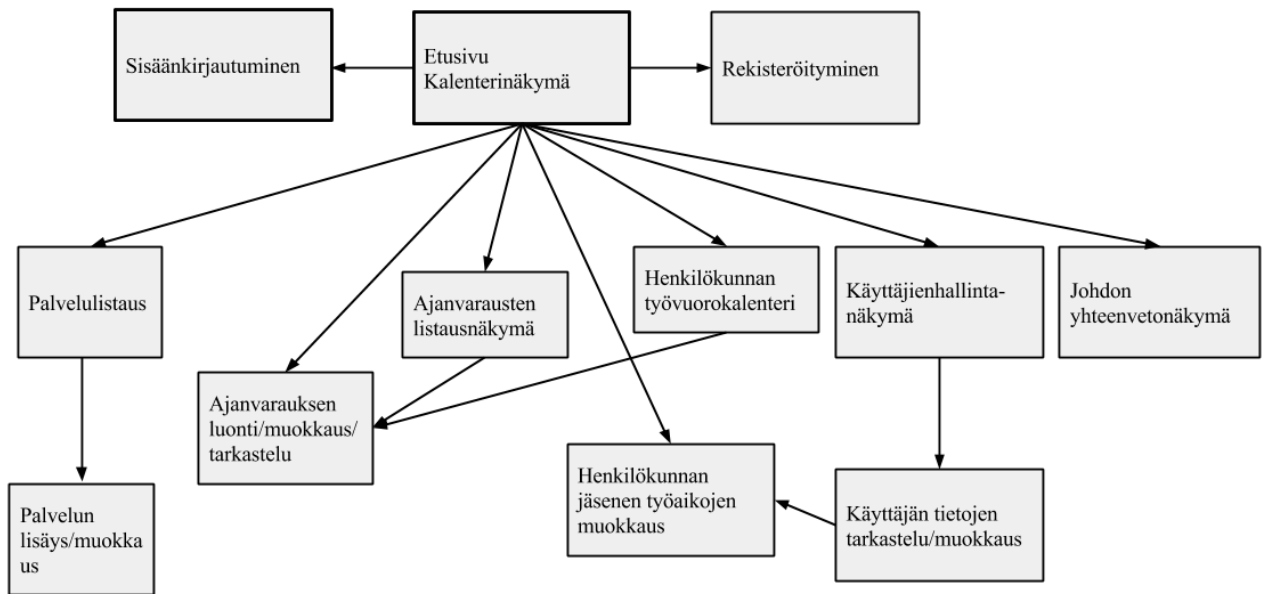 Sisäänkirjautuminen
Etusivu
Kalenterinäkymä
Rekisteröityminen
Palvelulistaus
Ajanvarausten
listausnäkymä
Henkilökunnan
työvuorokalenteri
Käyttäjienhallinta-
näkymä
Johdon
yhteenvetonäkymä
Ajanvarauksen
luonti/muokkaus/
tarkastelu
Henkilökunnan
jäsenen työaikojen
muokkaus
Käyttäjän tietojen
tarkastelu/muokkaus
Palvelun
lisäys/muokka
us